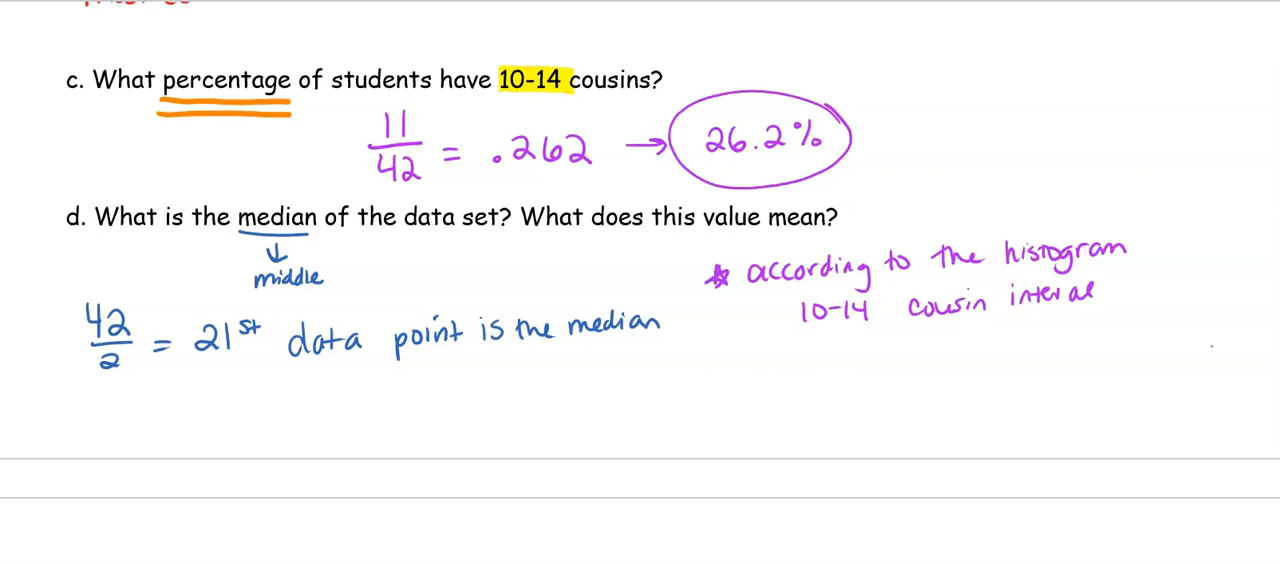 c. What percentage of students have 10-14 cousins?
11
42 = .262 → 26.2%
d. What is the median of the data set? What does this value mean?
↓
middle
* according to the histogram
10-14 cousin interal
42
2 = 21st data point is the median